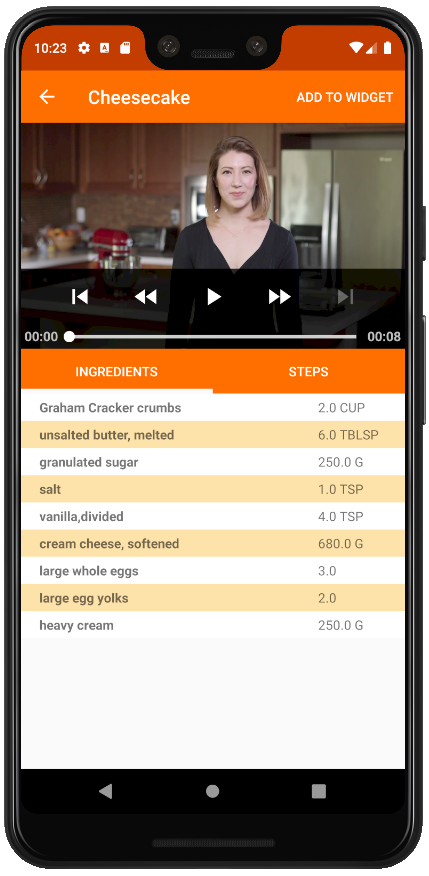 10:23
Cheesecake ADD TO WIDGET
00:00 00:08
INGREDIENTS STEPS
Graham Cracker crumbs 2.0 CUP
unsalted butter, melted 6.0 TBLSP
granulated sugar 250.0 G
salt 1.0 TSP
vanilla,divided 4.0 TSP
cream cheese, softened 680.0 G
large whole eggs 3.0
large egg yolks 2.0
heavy cream 250.0 G